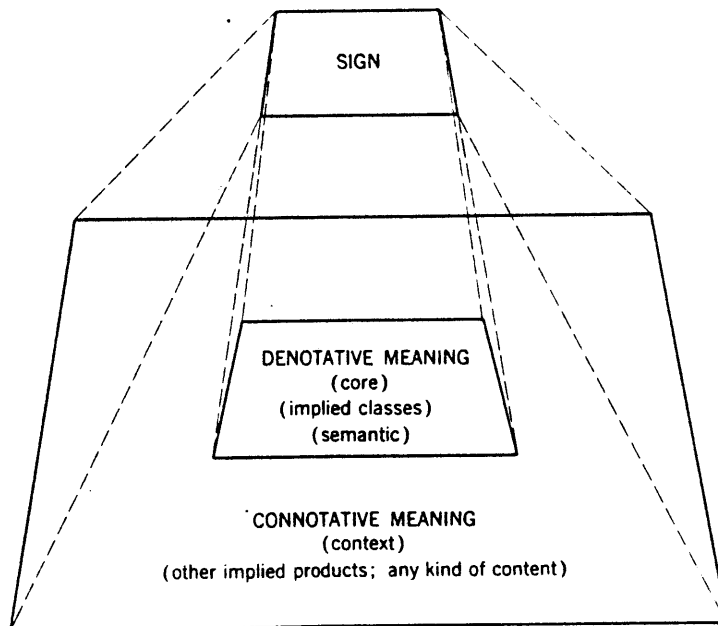 SIGN
DENOTATIVE MEANING
(core)
(implied classes)
(semantic)
CONNOTATIVE MEANING
(context)
(other implied products; any kind of content)